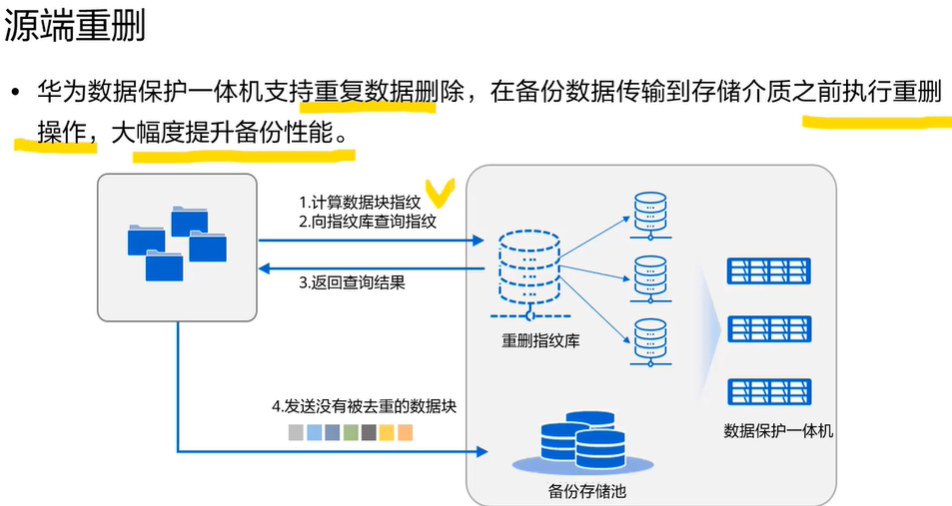 源端重删
• 华为数据保护一体机支持重复数据删除，在备份数据传输到存储介质之前执行重删
操作，大幅度提升备份性能。
1.计算数据块指纹
2.向指纹库查询指纹
3.返回查询结果
重删指纹库
4.发送没有被去重的数据块
数据保护一体机
备份存储池